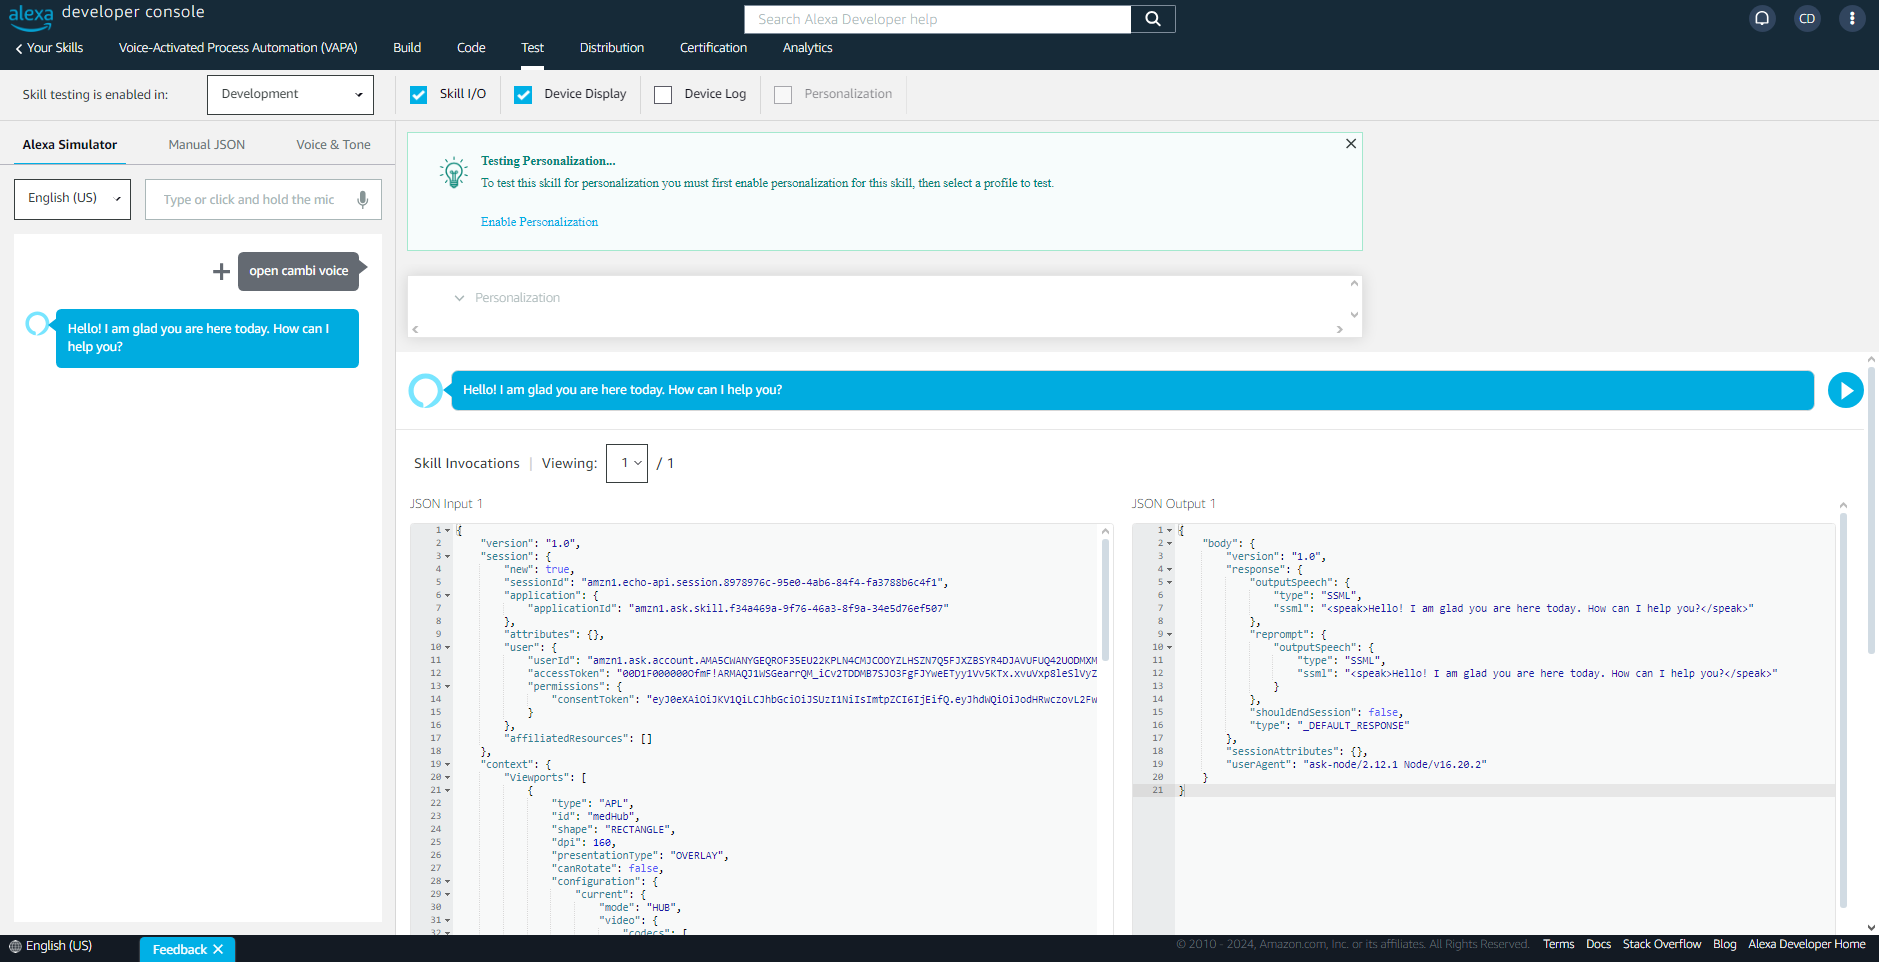 alexa developer console
Search Alexa Developer help
CD
Your Skills
Voice-Activated Process Automation (VAPA)
Build
Code
Test
Distribution
Certification
Analytics
Skill testing is enabled in:
Development
Skill I/O
Device Display
Device Log
Personalization
Alexa Simulator
Manual JSON
Voice & Tone
English (US)
Type or click and hold the mic
open cambi voice
Hello! I am glad you are here today. How can I
help you?
Testing Personalization...
To test this skill for personalization you must first enable personalization for this skill, then select a profile to test.
Enable Personalization
Personalization
Hello! I am glad you are here today. How can I help you?
Skill Invocations | Viewing: 1 / 1
JSON Input 1
1 {
2 "version": "1.0",
3 "session": {
4 "new": true,
5 "sessionId": "amzn1.echo-api.session.8978976c-95e0-4ab6-84f4-fa3788b6c4f1",
6 "application": {
7 "applicationId": "amzn1.ask.skill.f34a469a-9f76-46a3-8f9a-34e5d76ef507"
8 },
9 "attributes": {},
10 "user": {
11 "userId": "amzn1.ask.account.AMA5CWANYGEQROF35EU22KPLN4CMJCOOYZLHSZN7Q5FJXZBSYR4DJAVUFUQ42UODMXM
12 "accessToken": "00D1F000000OfmF!ARMAQJ1WSGearrQM_iCv2TDDMB7SJO3FgFJYweETyy1Vv5KTx.xvuVxp8leSlVyZ
13 "permissions": {
14 "consentToken": "eyJ0eXAiOiJKV1QiLCJhbGciOiJSUzI1NiIsImtpZCI6IjEifQ.eyJhdWQiOiJodHRwczovL2Fw
15 }
16 },
17 "affiliatedResources": []
18 },
19 "context": {
20 "Viewports": [
21 {
22 "type": "APL",
23 "id": "medHub",
24 "shape": "RECTANGLE",
25 "dpi": 160,
26 "presentationType": "OVERLAY",
27 "canRotate": false,
28 "configuration": {
29 "current": {
30 "mode": "HUB",
31 "video": {
32 "codecs": [
JSON Output 1
1 {
2 "body": {
3 "version": "1.0",
4 "response": {
5 "outputSpeech": {
6 "type": "SSML",
7 "ssml": "<speak>Hello! I am glad you are here today. How can I help you?</speak>"
8 },
9 "reprompt": {
10 "outputSpeech": {
11 "type": "SSML",
12 "ssml": "<speak>Hello! I am glad you are here today. How can I help you?</speak>"
13 }
14 },
15 "shouldEndSession": false,
16 "type": "_DEFAULT_RESPONSE"
17 },
18 "sessionAttributes": {},
19 "userAgent": "ask-node/2.12.1 Node/v16.20.2"
20 }
21 }
English (US)
Feedback
© 2010 - 2024, Amazon.com, Inc. or its affiliates. All Rights Reserved.
Terms
Docs
Stack Overflow
Blog
Alexa Developer Home